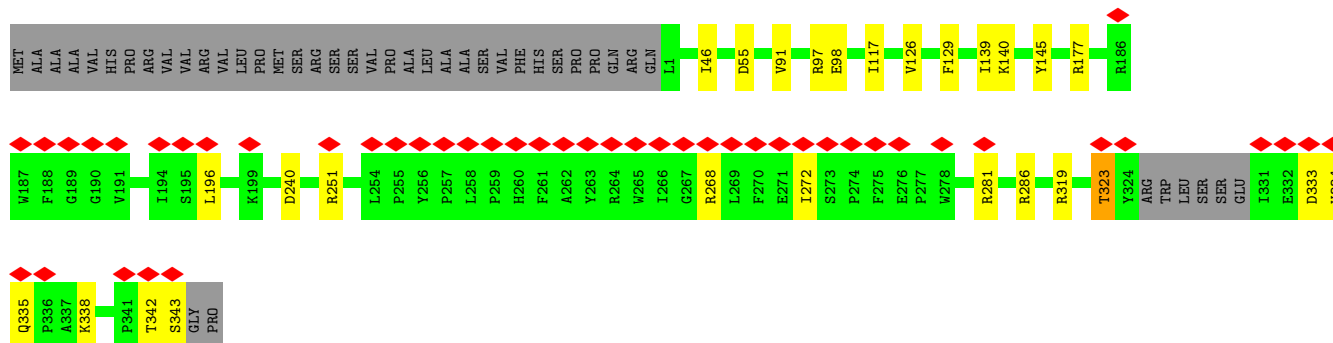 MET ALA ALA ALA VAL HIS PRO ARG VAL VAL ARG VAL LEU PRO MET SER ARG SER SER VAL PRO ALA LEU ALA ALA SER VAL PHE HIS SER PRO PRO GLN ARG GLN L1 I46 D55 V91 R97 E98 I117 V126 F129 I139 K140 Y145 R177 R186
W187 F188 G189 G190 V191 I194 S195 L196 K199 D240 R251 L254 P255 Y256 P257 L258 P259 H260 F261 A262 Y263 R264 W265 I266 G267 R268 L269 F270 E271 I272 S273 P274 F275 E276 P277 W278 R281 R286 R319 T323 Y324 ARG TRP LEU SER SER GLU I331 E332 D333
Q335 P336 A337 K338 P341 T342 S343 GLY PRO